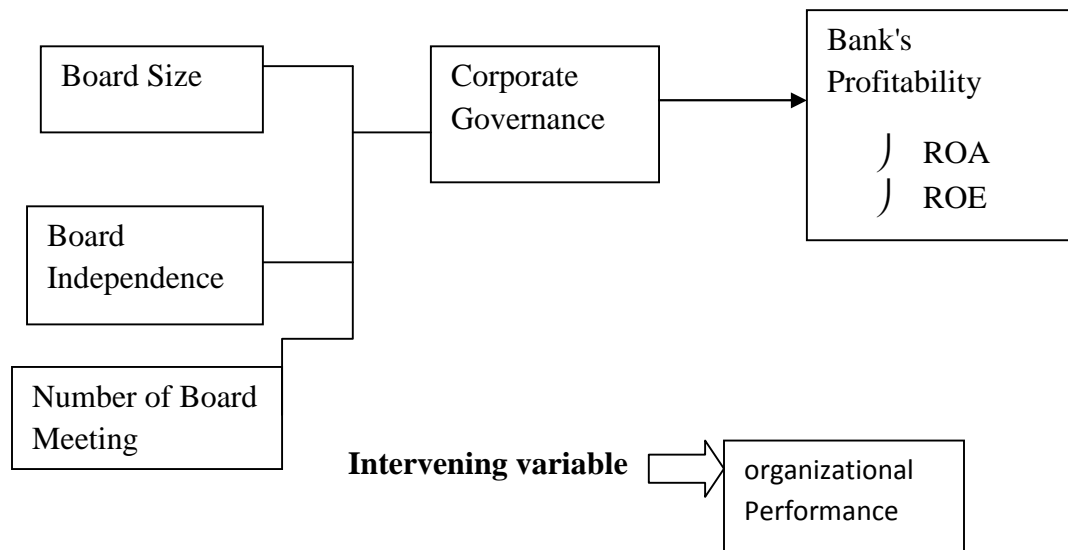 Board Size
Corporate
Governance
Bank's
Profitability
ROA
ROE
Board
Independence
Number of Board
Meeting
Intervening variable
organizational
Performance